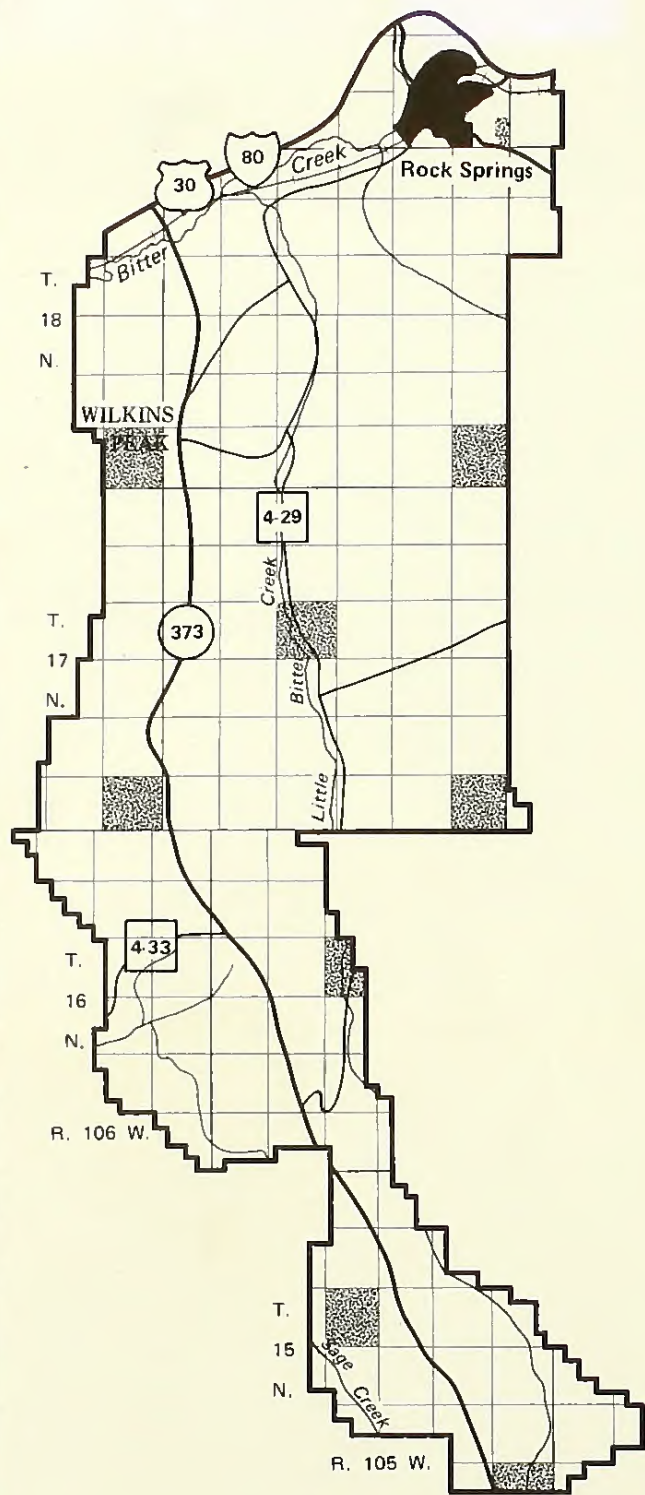 80
30
Creek
Rock Springs
Bitter
T.
18
N.
WILKINS
PEAK
4-29
Creek
T.
17
N.
373
Bitter
Little
4-33
T.
16
N.
R. 106 W.
T.
15
N.
Sage
Creek
R. 105 W.